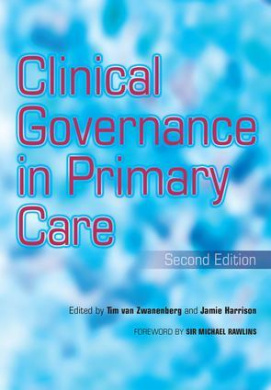 Clinical
Governance
in Primary
Care
Second Edition
Edited by Tim van Zwanenberg and Jamie Harrison
FOREWORD BY SIR MICHAEL RAWLINS